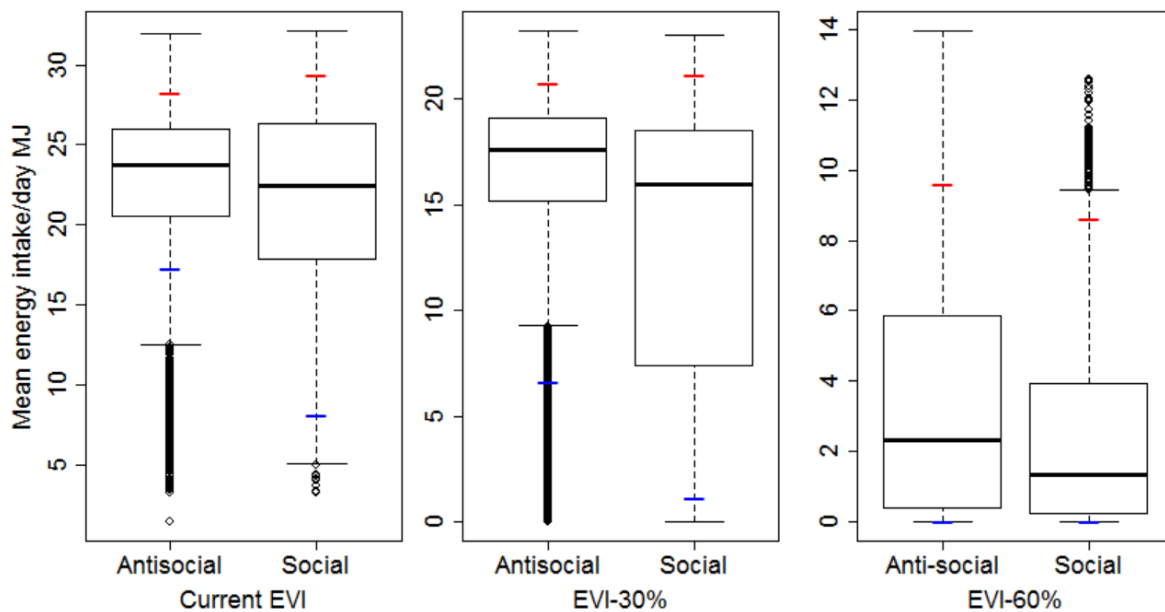 Mean energy intake/day MJ
30
25
20
15
10
5
Antisocial Social
Current EVI
20
15
10
5
0
Antisocial Social
EVI-30%
14
12
10
8
6
4
2
0
Anti-social Social
EVI-60%